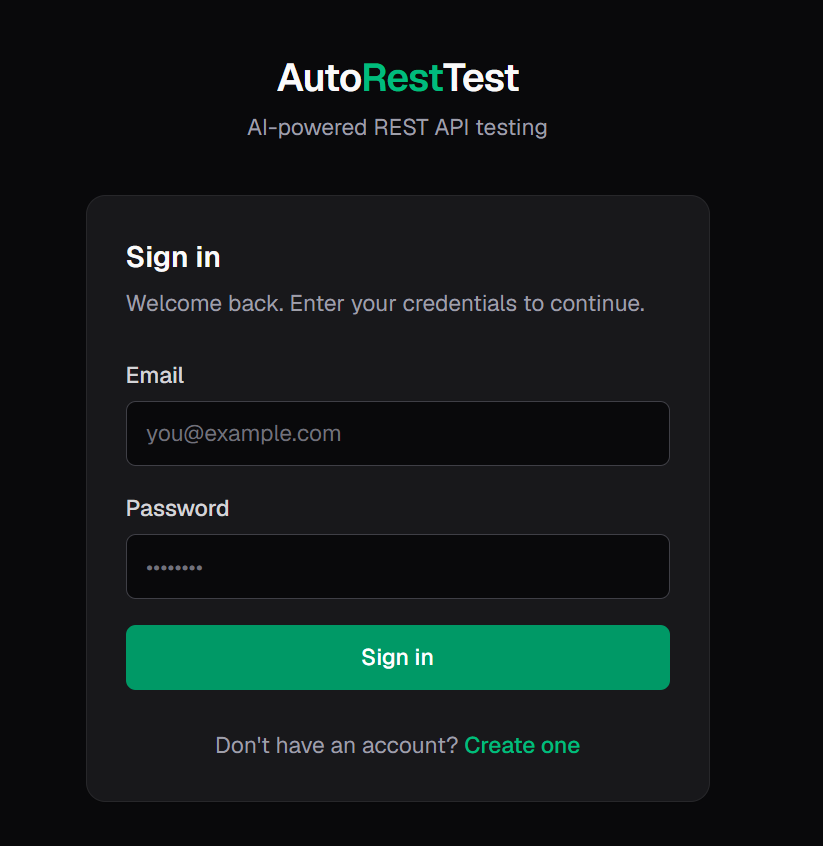 AutoRestTest
AI-powered REST API testing
Sign in
Welcome back. Enter your credentials to continue.
Email
you@example.com
Password
••••••••
Sign in
Don't have an account? Create one